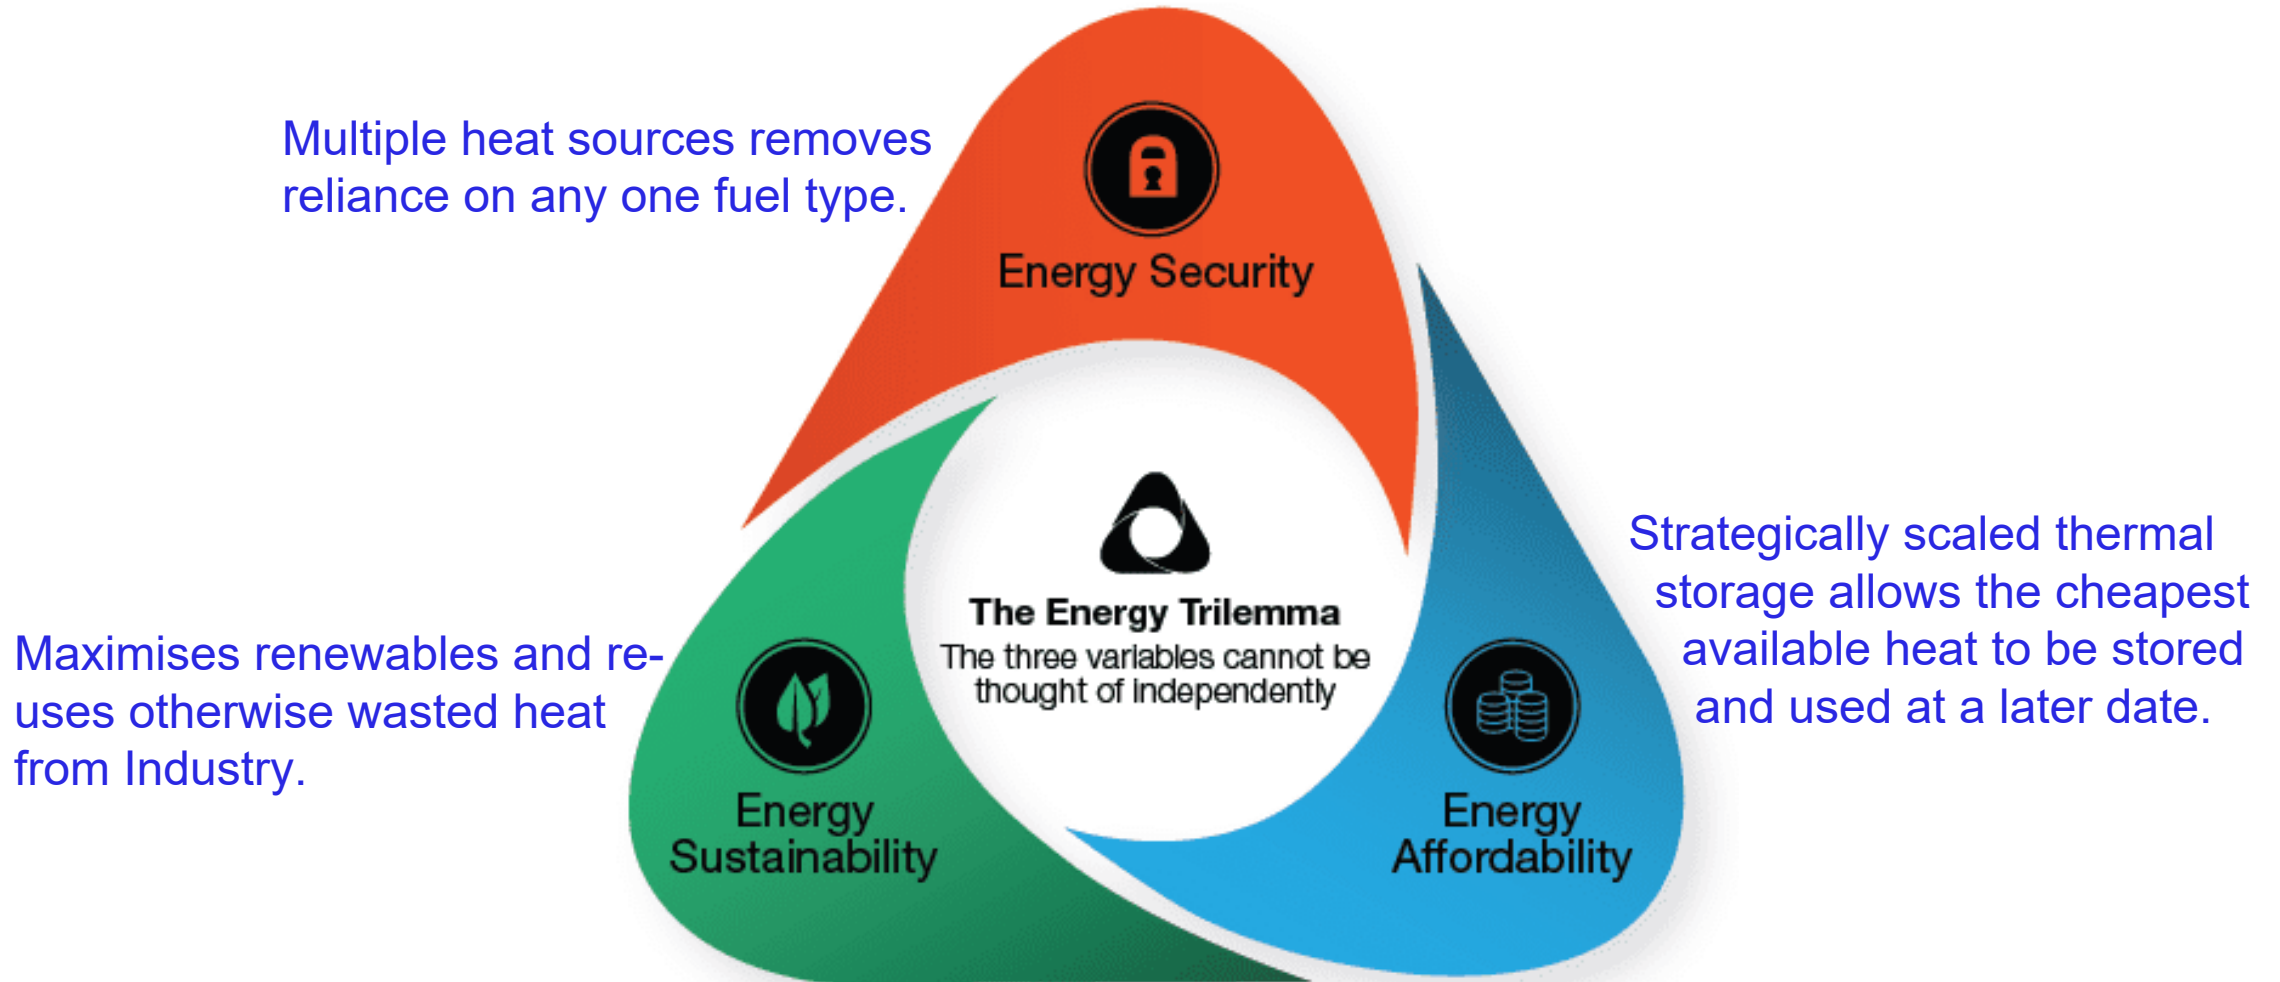 Multiple heat sources removes
reliance on any one fuel type.
Energy Security
Strategically scaled thermal
storage allows the cheapest
available heat to be stored
and used at a later date.
The Energy Trilemma
The three variables cannot be
thought of independently
Maximises renewables and re-
uses otherwise wasted heat
from Industry.
Energy
Sustainability
Energy
Affordability